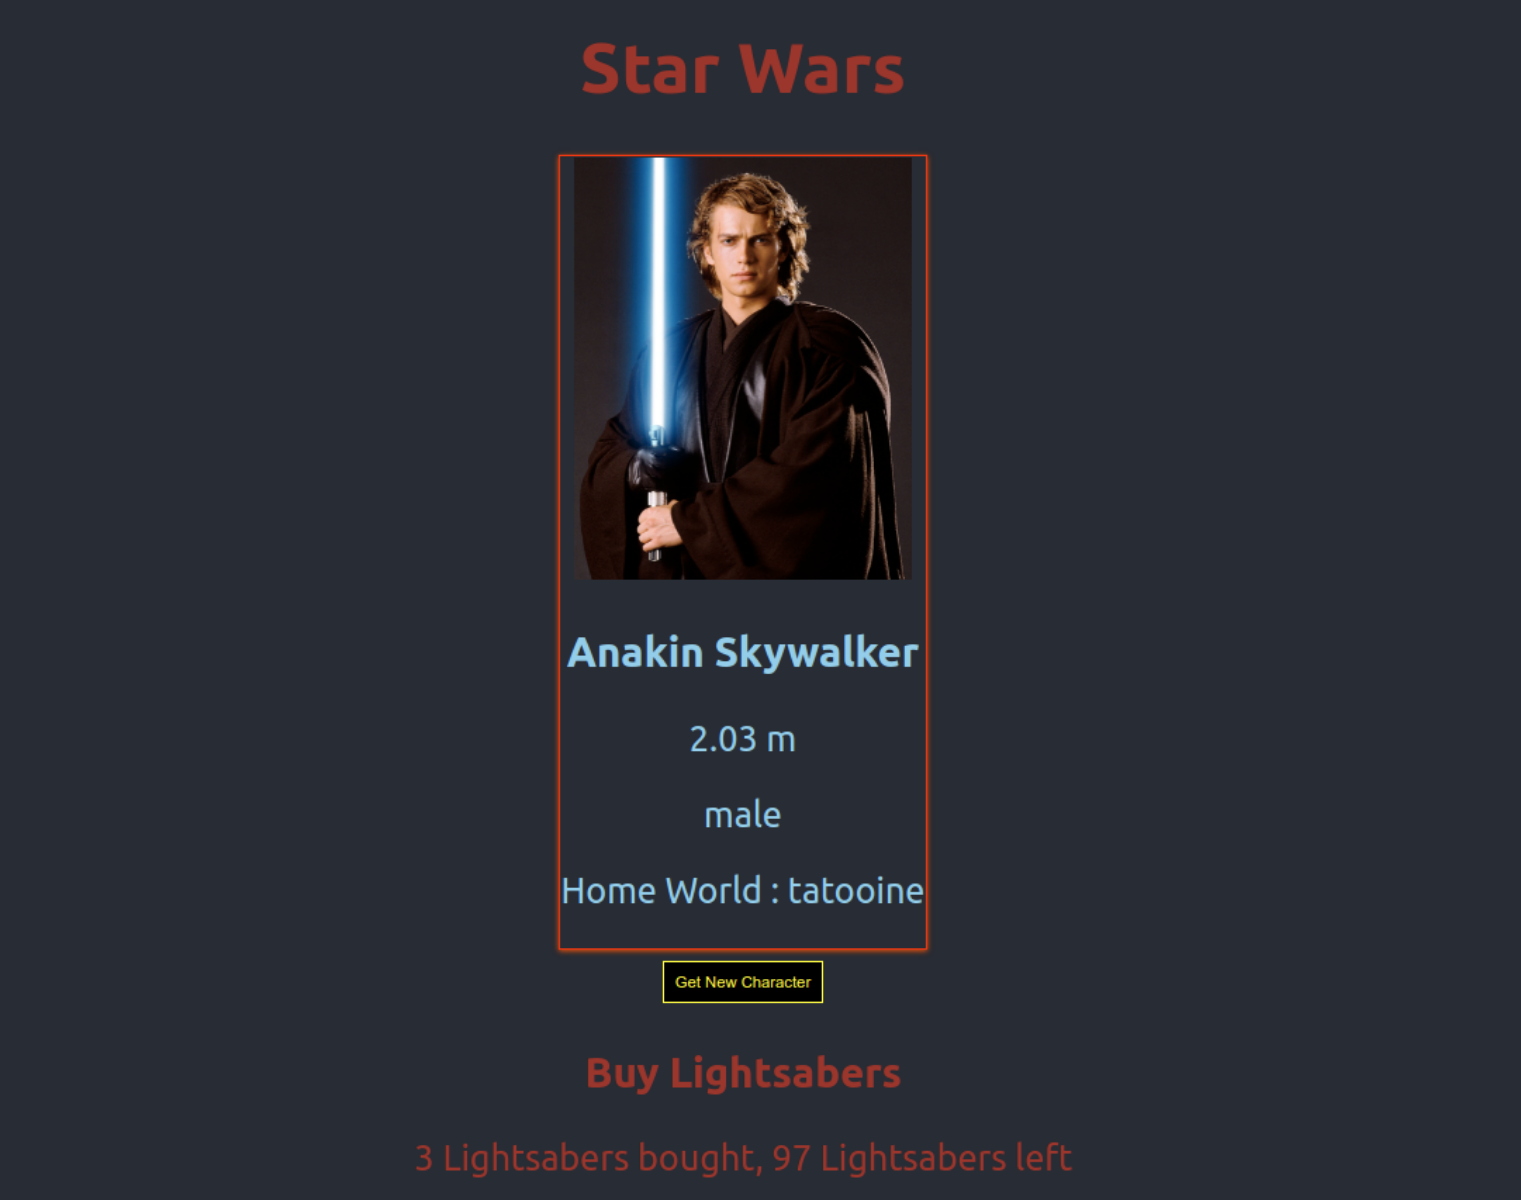 Star Wars
Anakin Skywalker
2.03 m
male
Home World : tatooine
Get New Character
Buy Lightsabers
3 Lightsabers bought, 97 Lightsabers left